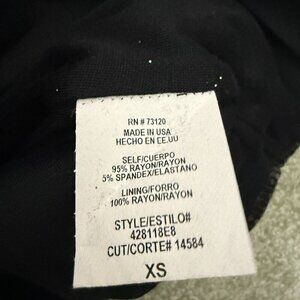 RN # 73120
MADE IN USA
HECHO EN EE.UU
SELF/CUERPO
95% RAYON/RAYON
5% SPANDEX/ELASTANO
LINING/FORRO
100% RAYON/RAYON
STYLE/ESTILO#
428118E8
CUT/CORTE# 14584
XS